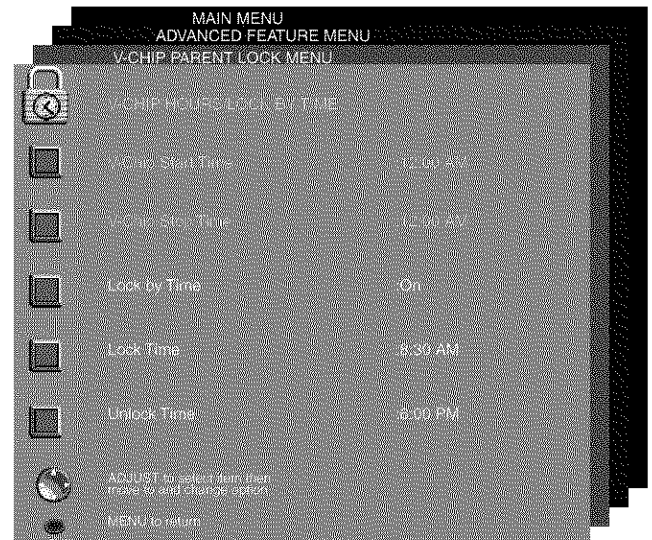 MAIN MENU
ADVANCED FEATURE MENU
V-CHIP PARENT LOCK MENU
V-CHIP HOURS/LOCK BY TIME
V-Chip Start Time :12:00 AM
V-Chip Stop Time :12:00 AM
Lock by Time :On
Lock Time :8:30 AM
Unlock Time :6:00 PM
ADJUST to select item then
move to and change option
MENU to return